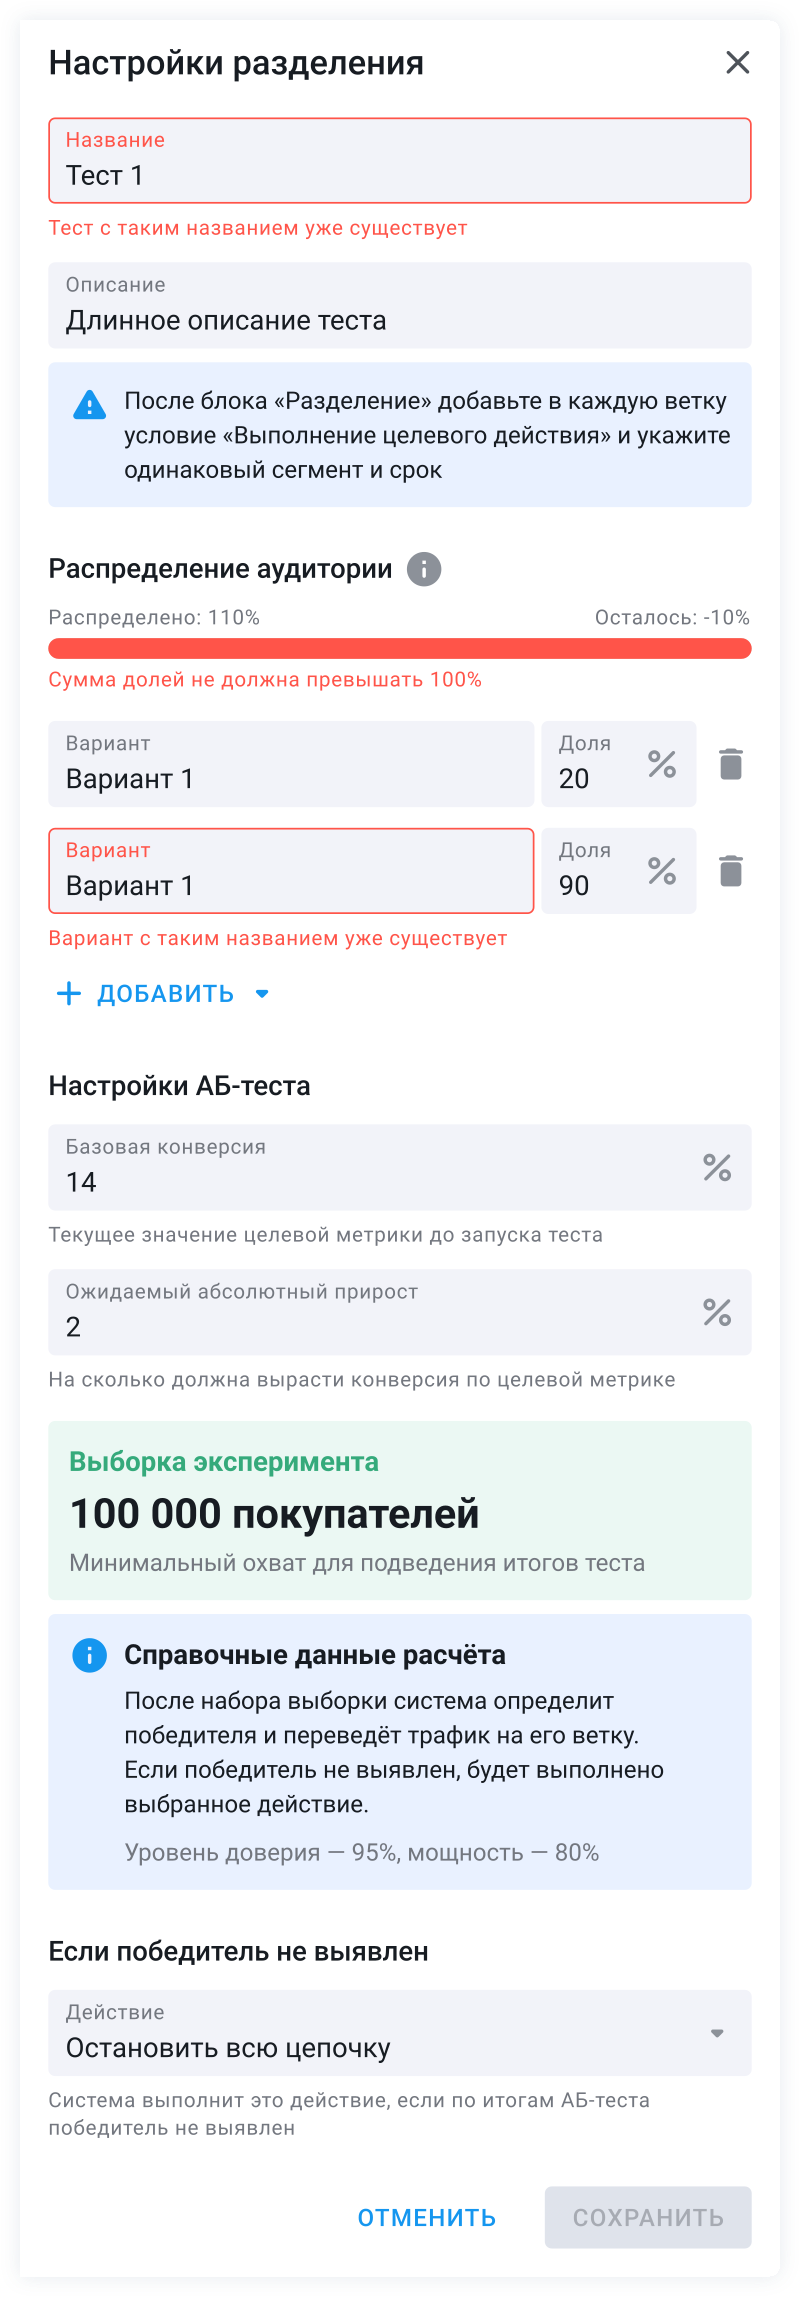 Настройки разделения
Название
Тест 1
Тест с таким названием уже существует
Описание
Длинное описание теста
После блока «Разделение» добавьте в каждую ветку
условие «Выполнение целевого действия» и укажите
одинаковый сегмент и срок
Распределение аудитории
Распределено: 110%
Осталось: -10%
Сумма долей не должна превышать 100%
Вариант
Вариант 1
Доля
20 %
Вариант
Вариант 1
Доля
90 %
Вариант с таким названием уже существует
ДОБАВИТЬ
Настройки АБ-теста
Базовая конверсия
14 %
Текущее значение целевой метрики до запуска теста
Ожидаемый абсолютный прирост
2 %
На сколько должна вырасти конверсия по целевой метрике
Выборка эксперимента
100 000 покупателей
Минимальный охват для подведения итогов теста
Справочные данные расчёта
После набора выборки система определит
победителя и переведёт трафик на его ветку.
Если победитель не выявлен, будет выполнено
выбранное действие.
Уровень доверия — 95%, мощность — 80%
Если победитель не выявлен
Действие
Остановить всю цепочку
Система выполнит это действие, если по итогам АБ-теста
победитель не выявлен
ОТМЕНИТЬ
СОХРАНИТЬ